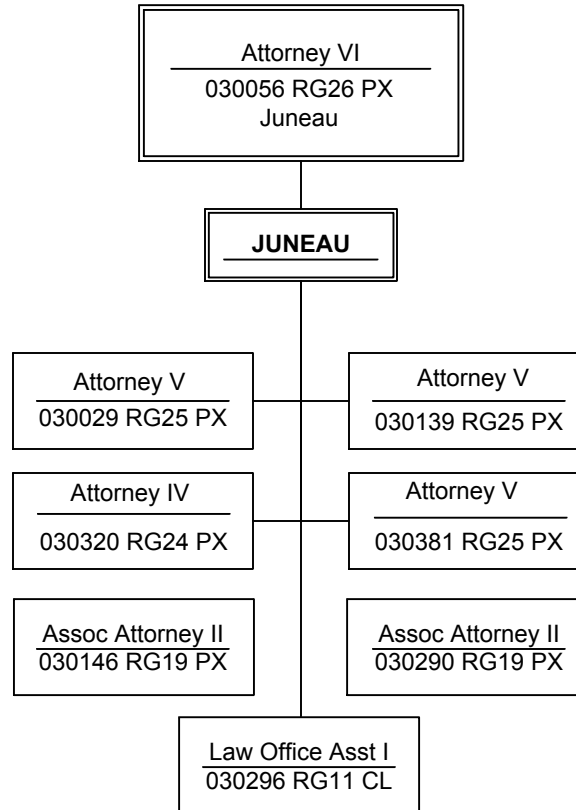 Attorney VI
030056 RG26 PX
Juneau
JUNEAU
Attorney V
030029 RG25 PX
Attorney V
030139 RG25 PX
Attorney IV
030320 RG24 PX
Attorney V
030381 RG25 PX
Assoc Attorney II
030146 RG19 PX
Assoc Attorney II
030290 RG19 PX
Law Office Asst I
030296 RG11 CL